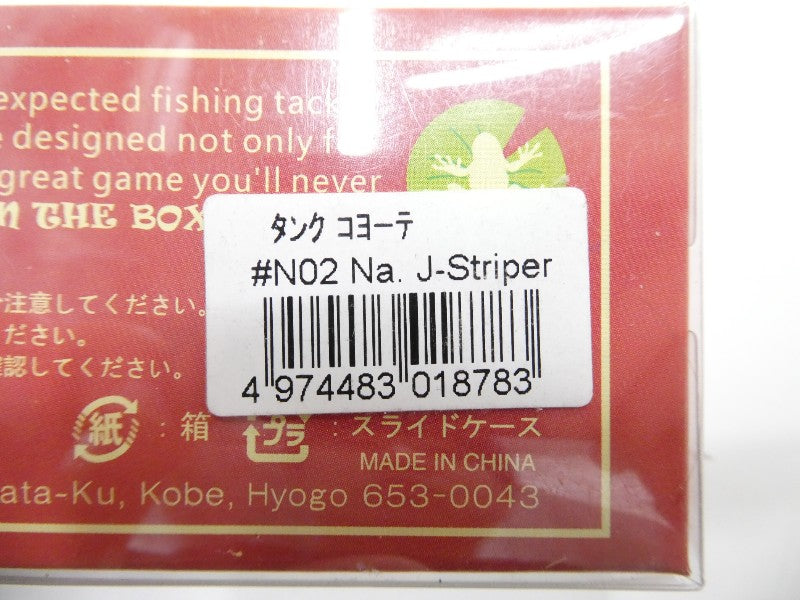 expected fishing tack
e designed not only f
great game you'll never
N THE BOX
タンク コヨーテ
#N02 Na. J-Striper
4 974483 018783
注意してください。
ください。
確認してください。
紙 : 箱 プラ : スライドケース
MADE IN CHINA
ata-Ku, Kobe, Hyogo 653-0043